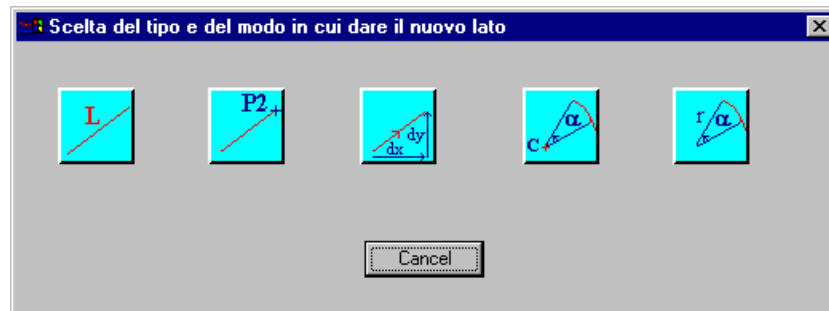 Scelta del tipo e del modo in cui dare il nuovo lato
L
P2
dx
dy
C
α
r
α
Cancel